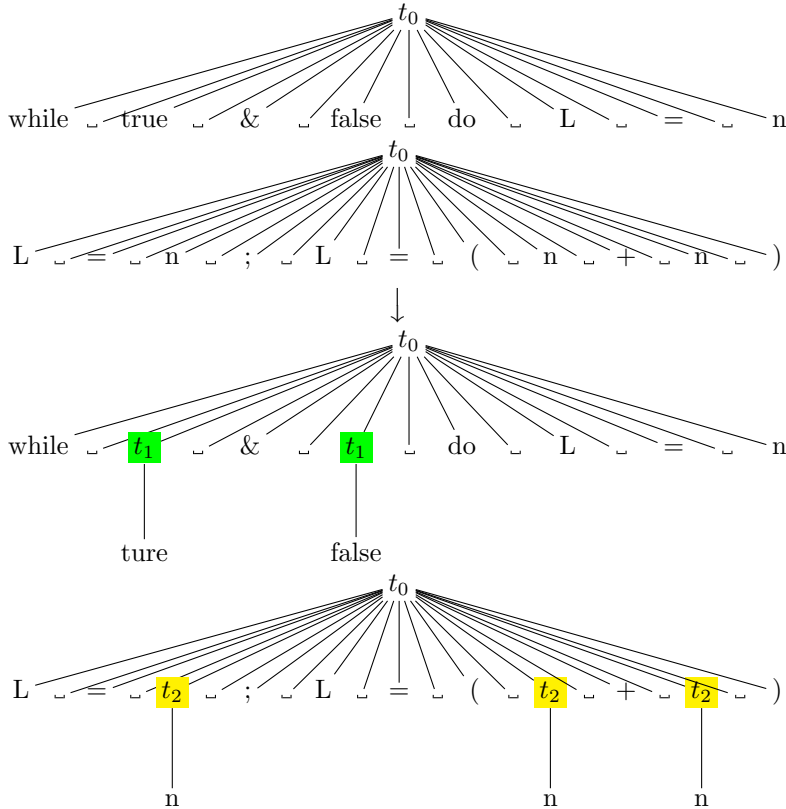 t₀
while ␣ true ␣ & ␣ false ␣ do ␣ L ␣ = ␣ n
t₀
L ␣ = ␣ n ␣ ; ␣ L ␣ = ␣ ( ␣ n ␣ + ␣ n ␣ )
↓
t₀
while ␣ t₁ ␣ & ␣ t₁ ␣ do ␣ L ␣ = ␣ n
ture false
t₀
L ␣ = ␣ t₂ ␣ ; ␣ L ␣ = ␣ ( ␣ t₂ ␣ + ␣ t₂ ␣ )
n n n